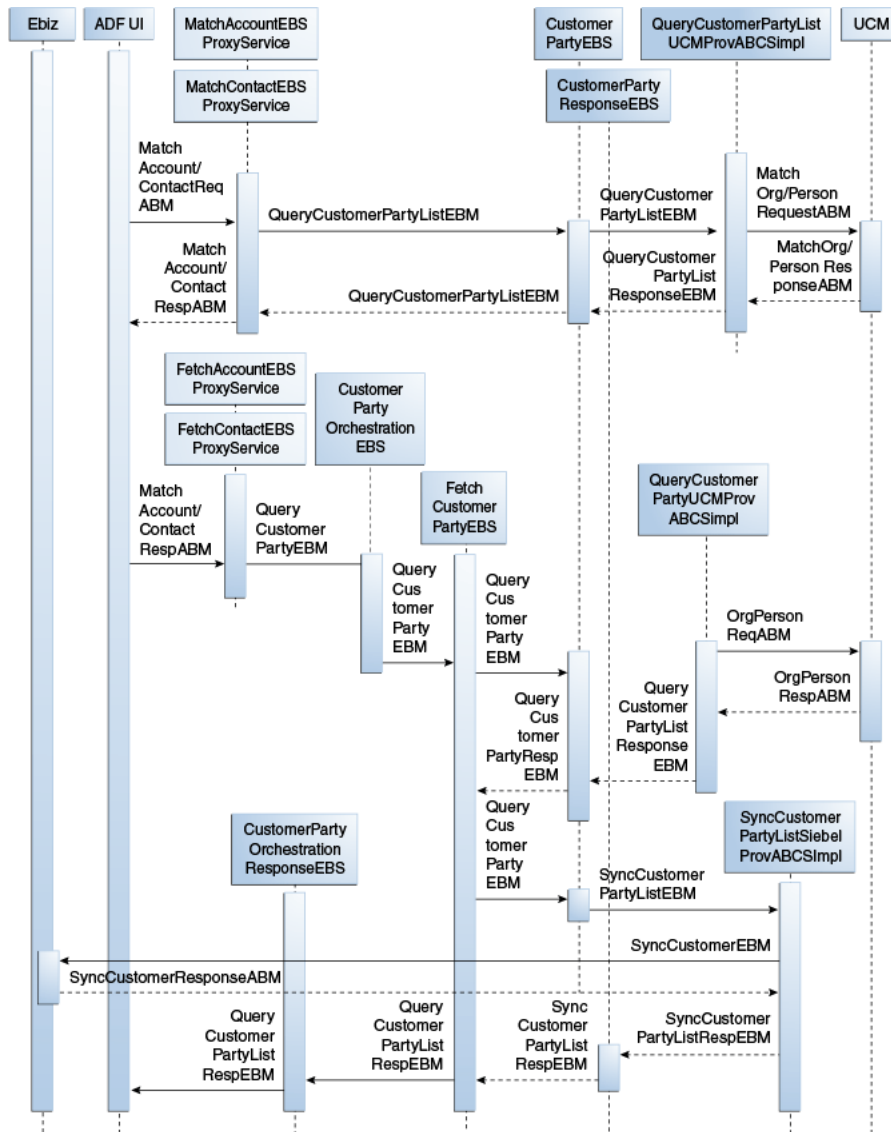 Ebiz
ADF UI
MatchAccountEBS
ProxyService
Customer
PartyEBS
QueryCustomerPartyList
UCMProvABCSimpl
UCM
MatchContactEBS
ProxyService
CustomerParty
ResponseEBS
Match
Account/
ContactReq
ABM
QueryCustomerPartyListEBM
QueryCustomer
PartyListEBM
Match
Org/Person
RequestABM
Match
Account/
Contact
RespABM
QueryCustomerPartyListEBM
QueryCustomer
PartyList
ResponseEBM
MatchOrg/
Person Res
ponseABM
FetchAccountEBS
ProxyService
FetchContactEBS
ProxyService
Customer
Party
Orchestration
EBS
Fetch
Customer
PartyEBS
QueryCustomer
PartyUCMProv
ABCSimpl
Match
Account/
Contact
RespABM
Query
Customer
PartyEBM
Query
Cus
tomer
Party
EBM
Query
Cus
tomer
Party
EBM
OrgPerson
ReqABM
OrgPerson
RespABM
Query
Cus
tomer
PartyResp
EBM
Query
Customer
PartyList
Response
EBM
CustomerParty
Orchestration
ResponseEBS
Query
Cus
tomer
Party
EBM
SyncCustomer
PartyListEBM
SyncCustomer
PartyListSiebel
ProvABCSImpl
SyncCustomerEBM
SyncCustomerResponseABM
Query
Customer
PartyList
RespEBM
Query
Customer
PartyList
RespEBM
Sync
Customer
PartyList
RespEBM
SyncCustomer
PartyListRespEBM